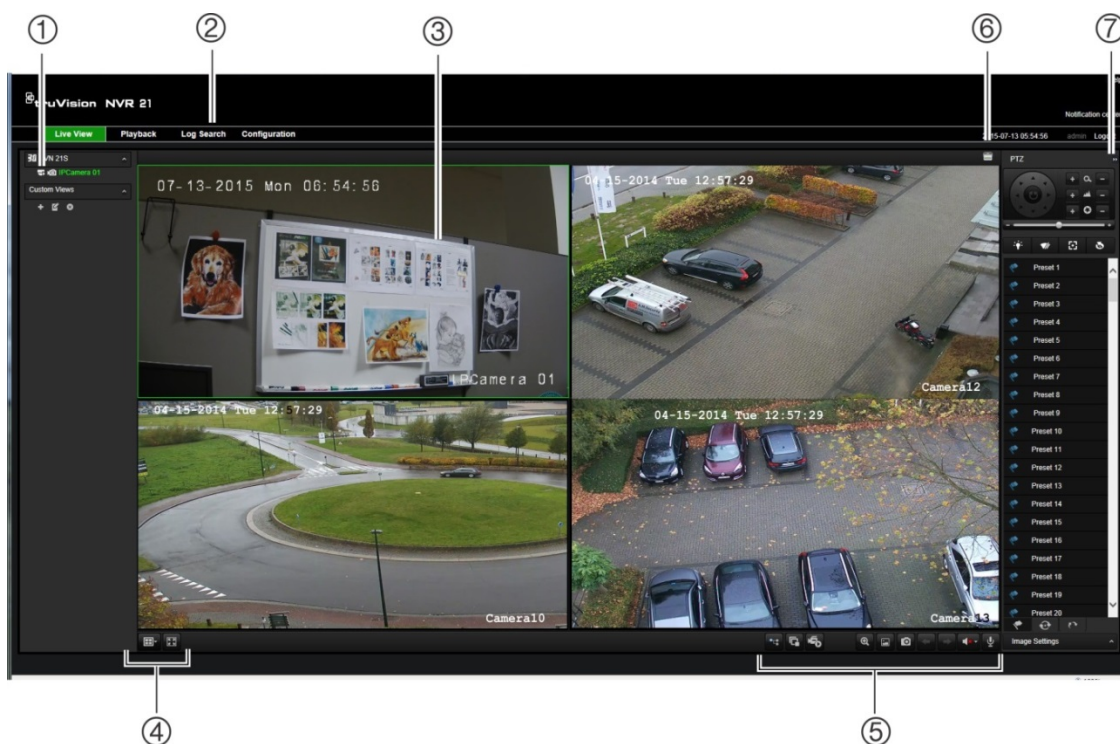 ①
②
③
⑥
⑦
truVision NVR 21
Notification
Live View
Playback
Log Search
Configuration
05:54:56
admin
21S
IPCamera 01
Custom Views
PTZ
07-13-2015 Mon 06:54:56
IPCamera 01
04-15-2014 Tue 12:57:29
Camera12
04-15-2014 Tue 12:57:29
Camera10
04-15-2014 Tue 12:57:29
Camera13
Preset 1
Preset 2
Preset 3
Preset 4
Preset 5
Preset 6
Preset 7
Preset 8
Preset 9
Preset 10
Preset 11
Preset 12
Preset 13
Preset 14
Preset 15
Preset 16
Preset 17
Preset 18
Preset 19
Preset 20
Image Settings
④
⑤